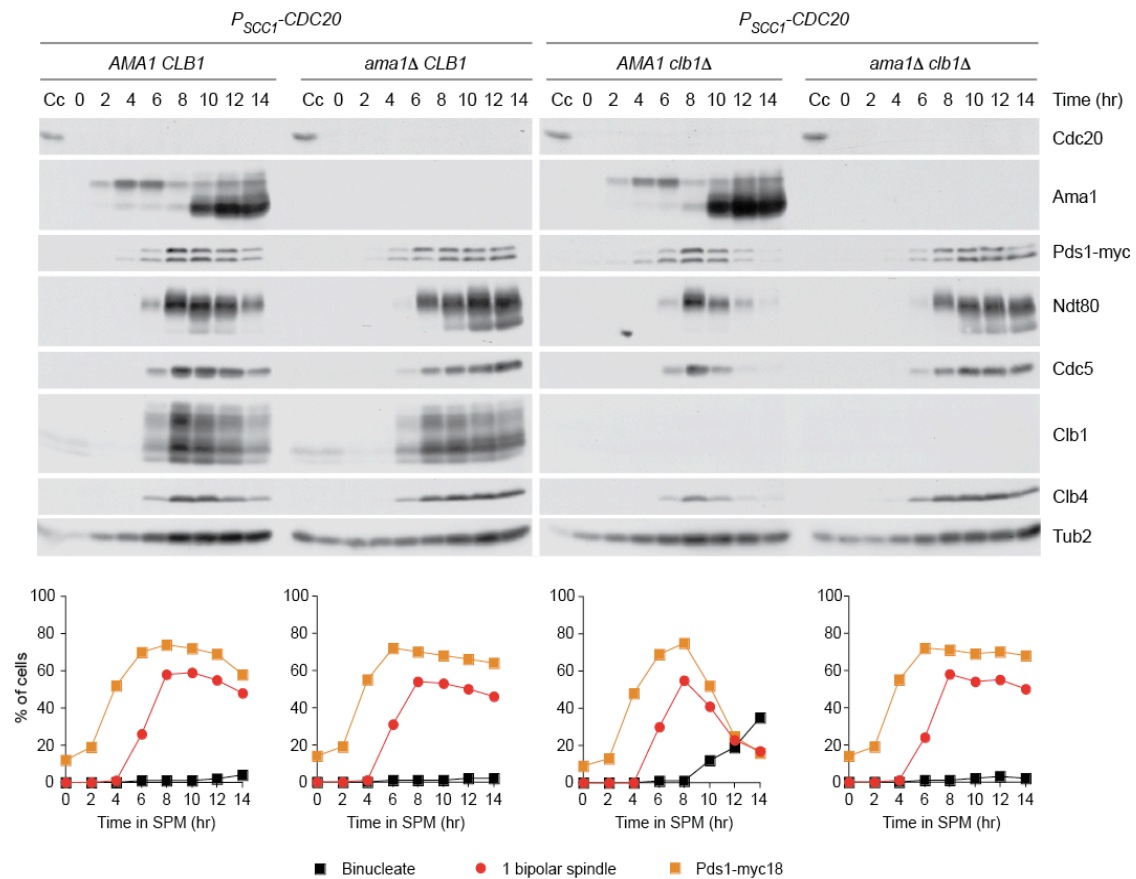 P_SCC1-CDC20 P_SCC1-CDC20
AMA1 CLB1 ama1Δ CLB1 AMA1 clb1Δ ama1Δ clb1Δ
Cc 0 2 4 6 8 10 12 14 Cc 0 2 4 6 8 10 12 14 Cc 0 2 4 6 8 10 12 14 Cc 0 2 4 6 8 10 12 14 Time (hr)
Cdc20
Ama1
Pds1-myc
Ndt80
Cdc5
Clb1
Clb4
Tub2
100 100 100 100
80 80 80 80
60 60 60 60
40 40 40 40
20 20 20 20
0 0 0 0
% of cells
0 2 4 6 8 10 12 14 0 2 4 6 8 10 12 14 0 2 4 6 8 10 12 14 0 2 4 6 8 10 12 14
Time in SPM (hr) Time in SPM (hr) Time in SPM (hr) Time in SPM (hr)
Binucleate 1 bipolar spindle Pds1-myc18